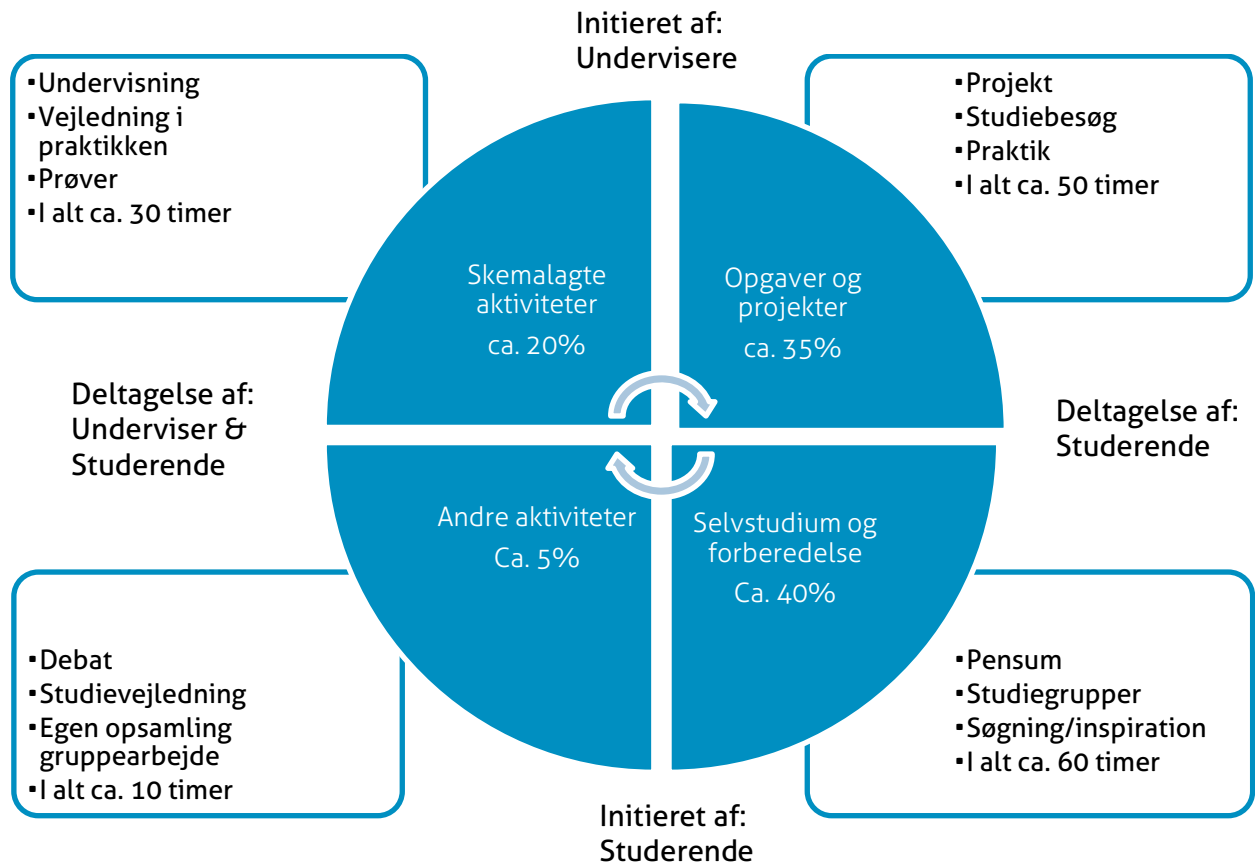 Initieret af:
Undervisere
▪Undervisning
▪Vejledning i
praktikken
▪Prøver
▪I alt ca. 30 timer
▪Projekt
▪Studiebesøg
▪Praktik
▪I alt ca. 50 timer
Skemalagte
aktiviteter
ca. 20%
Opgaver og
projekter
ca. 35%
Deltagelse af:
Underviser &
Studerende
Deltagelse af:
Studerende
Andre aktiviteter
Ca. 5%
Selvstudium og
forberedelse
Ca. 40%
▪Debat
▪Studievejledning
▪Egen opsamling
gruppearbejde
▪I alt ca. 10 timer
▪Pensum
▪Studiegrupper
▪Søgning/inspiration
▪I alt ca. 60 timer
Initieret af:
Studerende